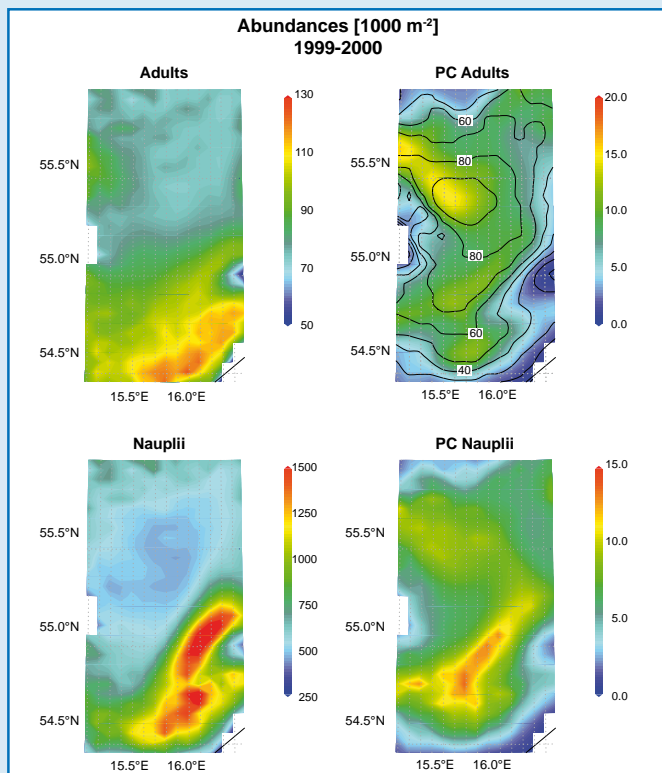 Abundances [1000 m⁻²]
1999-2000
Adults
130
110
90
70
50
55.5°N
55.0°N
54.5°N
15.5°E 16.0°E
PC Adults
20.0
15.0
10.0
5.0
0.0
55.5°N
55.0°N
54.5°N
60
80
80
60
40
15.5°E 16.0°E
Nauplii
1500
1250
1000
750
500
250
55.5°N
55.0°N
54.5°N
15.5°E 16.0°E
PC Nauplii
15.0
10.0
5.0
0.0
55.5°N
55.0°N
54.5°N
15.5°E 16.0°E